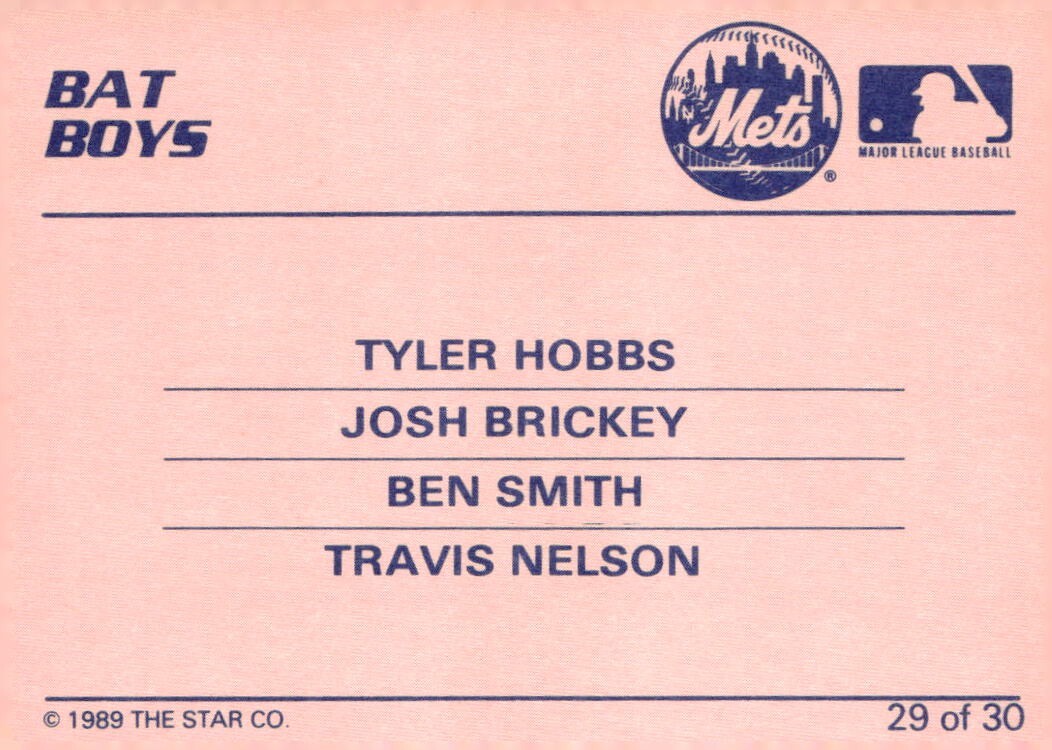 BAT
BOYS
NY
Mets
®
MAJOR LEAGUE BASEBALL
TYLER HOBBS
JOSH BRICKEY
BEN SMITH
TRAVIS NELSON
© 1989 THE STAR CO.
29 of 30